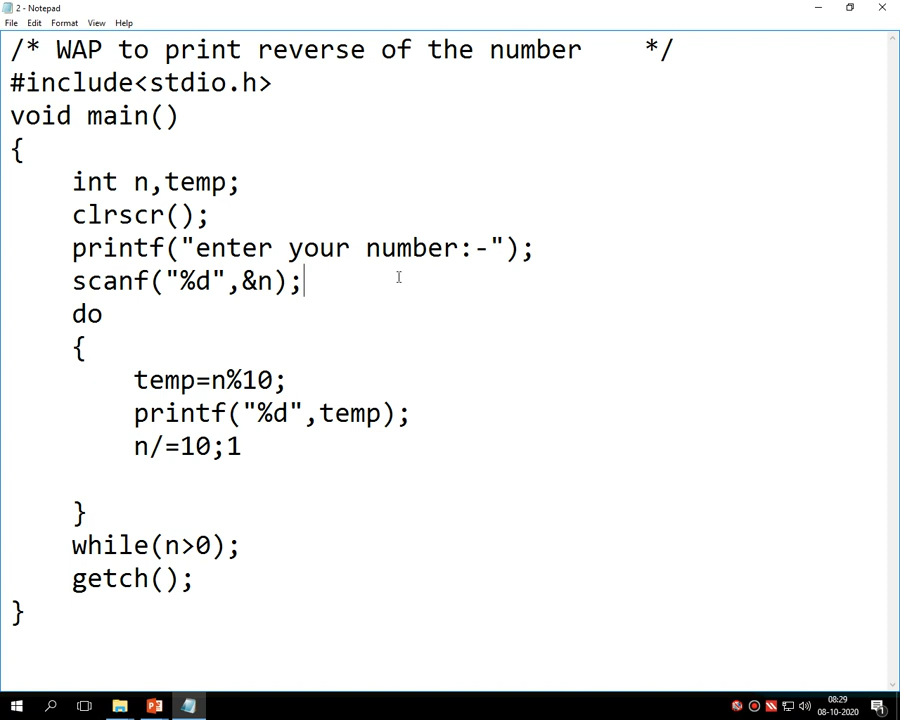 2 - Notepad
File Edit Format View Help
/* WAP to print reverse of the number */
#include<stdio.h>
void main()
{
int n,temp;
clrscr();
printf("enter your number:-");
scanf("%d",&n);
do
{
temp=n%10;
printf("%d",temp);
n/=10;1
}
while(n>0);
getch();
}
08:29
08-10-2020